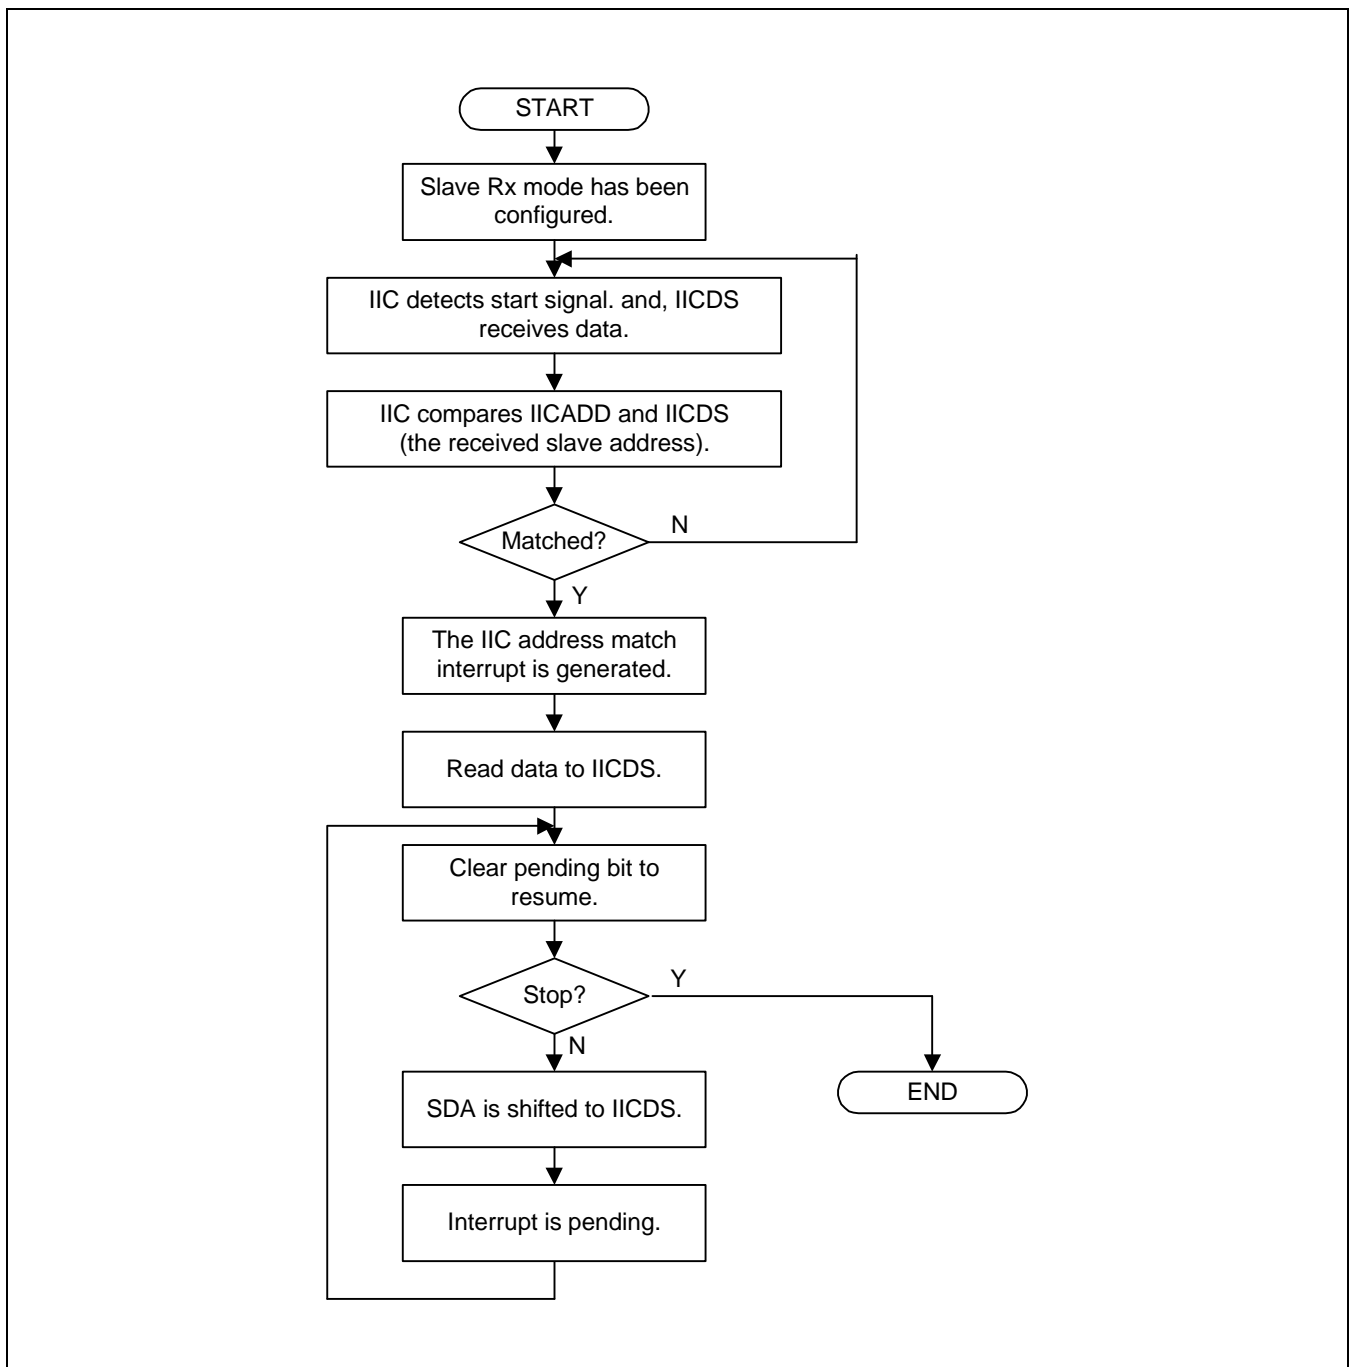 START
Slave Rx mode has been
configured.
IIC detects start signal. and, IICDS
receives data.
IIC compares IICADD and IICDS
(the received slave address).
Matched?
N
Y
The IIC address match
interrupt is generated.
Read data to IICDS.
Clear pending bit to
resume.
Stop?
Y
N
SDA is shifted to IICDS.
END
Interrupt is pending.